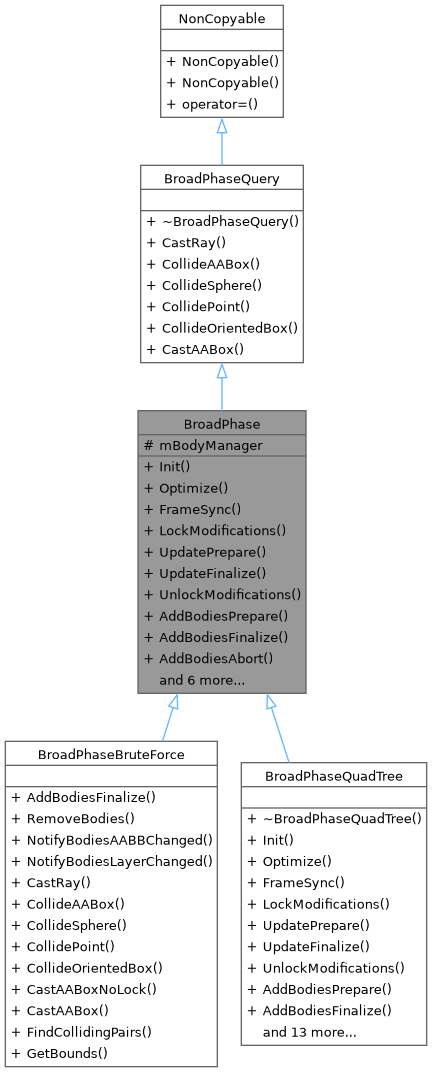 NonCopyable
+ NonCopyable()
+ NonCopyable()
+ operator=()
BroadPhaseQuery
+ ~BroadPhaseQuery()
+ CastRay()
+ CollideAABox()
+ CollideSphere()
+ CollidePoint()
+ CollideOrientedBox()
+ CastAABox()
BroadPhase
# mBodyManager
+ Init()
+ Optimize()
+ FrameSync()
+ LockModifications()
+ UpdatePrepare()
+ UpdateFinalize()
+ UnlockModifications()
+ AddBodiesPrepare()
+ AddBodiesFinalize()
+ AddBodiesAbort()
and 6 more...
BroadPhaseBruteForce
+ AddBodiesFinalize()
+ RemoveBodies()
+ NotifyBodiesAABBChanged()
+ NotifyBodiesLayerChanged()
+ CastRay()
+ CollideAABox()
+ CollideSphere()
+ CollidePoint()
+ CollideOrientedBox()
+ CastAABoxNoLock()
+ CastAABox()
+ FindCollidingPairs()
+ GetBounds()
BroadPhaseQuadTree
+ ~BroadPhaseQuadTree()
+ Init()
+ Optimize()
+ FrameSync()
+ LockModifications()
+ UpdatePrepare()
+ UpdateFinalize()
+ UnlockModifications()
+ AddBodiesPrepare()
+ AddBodiesFinalize()
and 13 more...